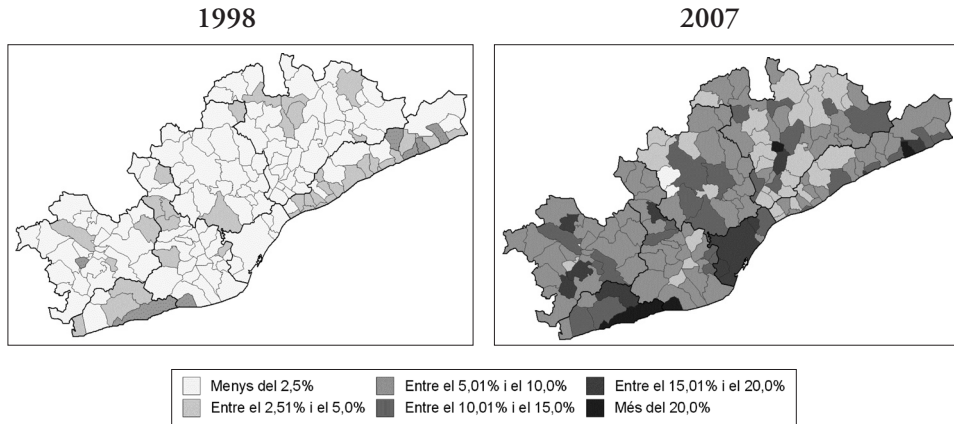 1998 2007
Menys del 2,5% Entre el 5,01% i el 10,0% Entre el 15,01% i el 20,0%
Entre el 2,51% i el 5,0% Entre el 10,01% i el 15,0% Més del 20,0%